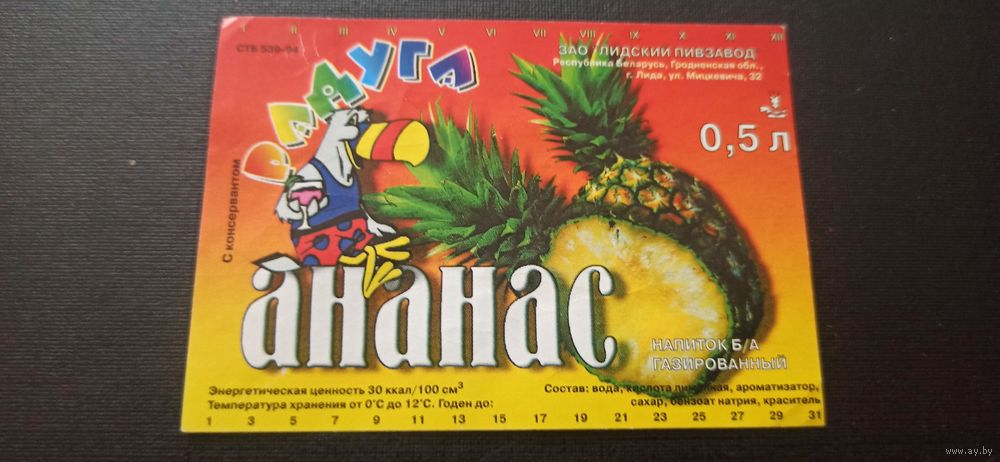 I II III IV V VI VII VIII IX X XI XII
СТБ 539-94
ЗАО ЛИДСКИЙ ПИВЗАВОД
Республика Беларусь, Гродненская обл.,
г. Лида, ул. Мицкевича, 32
РАДУГА
0,5 л
С консервантом
ананас
НАПИТОК Б/А
ГАЗИРОВАННЫЙ
Энергетическая ценность 30 ккал/100 см³
Температура хранения от 0°С до 12°С. Годен до:
Состав: вода, кислота лимонная, ароматизатор,
сахар, бензоат натрия, краситель
1 3 5 7 9 11 13 15 17 19 21 23 25 27 29 31
www.ay.by